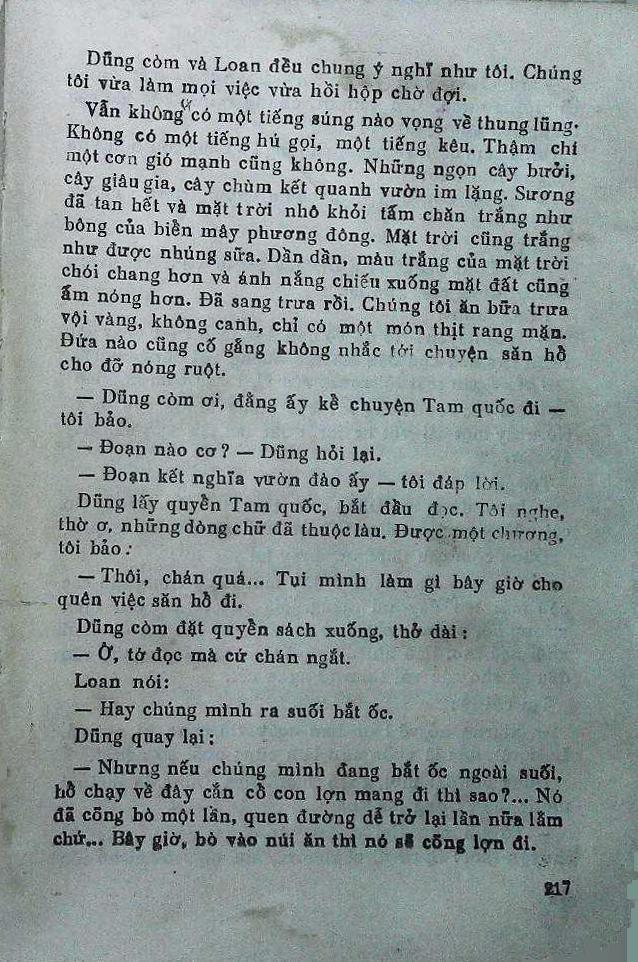 Dũng còm và Loan đều chung ý nghĩ như tôi. Chúng
tôi vừa làm mọi việc vừa hồi hộp chờ đợi.
Vẫn không có một tiếng súng nào vọng về thung lũng.
Không có một tiếng hú gọi, một tiếng kêu. Thậm chí
một cơn gió mạnh cũng không. Những ngọn cây bưởi,
cây giâu gia, cây chùm kết quanh vườn im lặng. Sương
đã tan hết và mặt trời nhô khỏi tấm chăn trắng như
bông của biển mây phương đông. Mặt trời cũng trắng
như được nhúng sữa. Dần dần, màu trắng của mặt trời
chói chang hơn và ánh nắng chiếu xuống mặt đất cũng
ấm nóng hơn. Đã sang trưa rồi. Chúng tôi ăn bữa trưa
vội vàng, không canh, chỉ có một món thịt rang mặn.
Đứa nào cũng cố gắng không nhắc tới chuyện săn hổ
cho đỡ nóng ruột.
— Dũng còm ơi, đằng ấy kể chuyện Tam quốc đi —
tôi bảo.
— Đoạn nào cơ? — Dũng hỏi lại.
— Đoạn kết nghĩa vườn đào ấy — tôi đáp lời.
Dũng lấy quyển Tam quốc, bắt đầu đọc. Tôi nghe,
thờ ơ, những dòng chữ đã thuộc làu. Được một chương,
tôi bảo:
— Thôi, chán quá... Tụi mình làm gì bây giờ cho
quên việc săn hổ đi.
Dũng còm đặt quyển sách xuống, thở dài:
— Ờ, tớ đọc mà cứ chán ngắt.
Loan nói:
— Hay chúng mình ra suối bắt ốc.
Dũng quay lại:
— Nhưng nếu chúng mình đang bắt ốc ngoài suối,
hổ chạy về đây cắn cổ con lợn mang đi thì sao?... Nó
đã cõng bò một lần, quen đường dễ trở lại lần nữa lắm
chứ... Bây giờ, bò vào núi ăn thì nó sẽ cõng lợn đi.
217